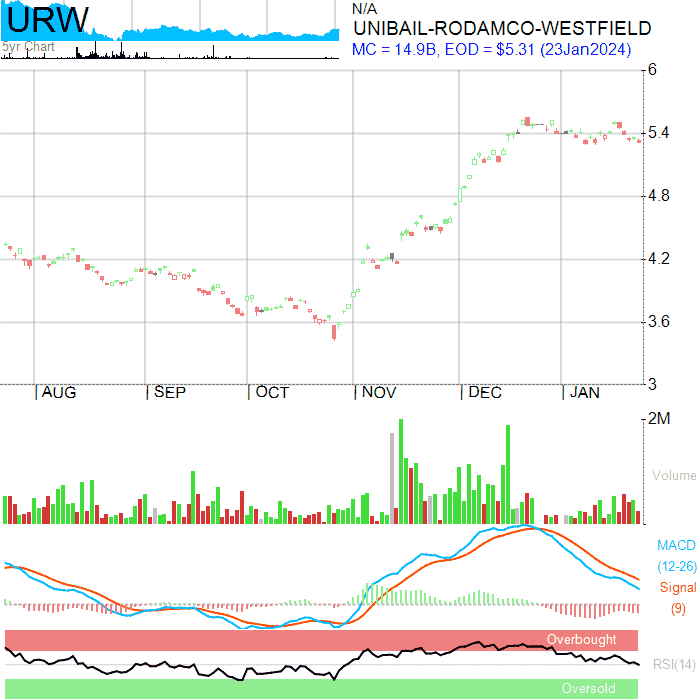 URW
5yr Chart
N/A
UNIBAIL-RODAMCO-WESTFIELD
MC = 14.9B, EOD = $5.31 (23Jan2024)
6
5.4
4.8
4.2
3.6
3
AUG SEP OCT NOV DEC JAN
2M
Volume
MACD
(12-26)
Signal
(9)
Overbought
RSI(14)
Oversold